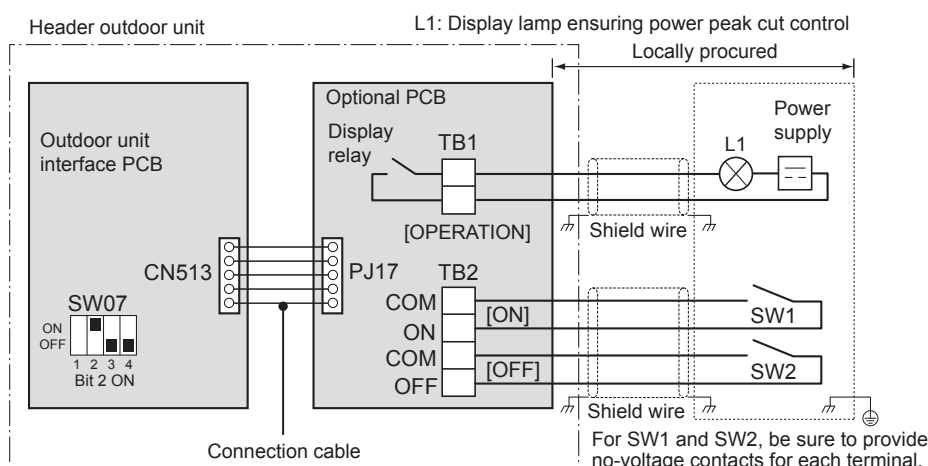 Header outdoor unit
L1: Display lamp ensuring power peak cut control
Locally procured
Optional PCB
Outdoor unit
interface PCB
Display
relay
TB1
L1
Power
supply
[OPERATION]
Shield wire
CN513
PJ17
TB2
SW07
ON
OFF
1 2 3 4
Bit 2 ON
COM
ON
COM
OFF
[ON]
[OFF]
SW1
SW2
Shield wire
Connection cable
For SW1 and SW2, be sure to provide
no-voltage contacts for each terminal.